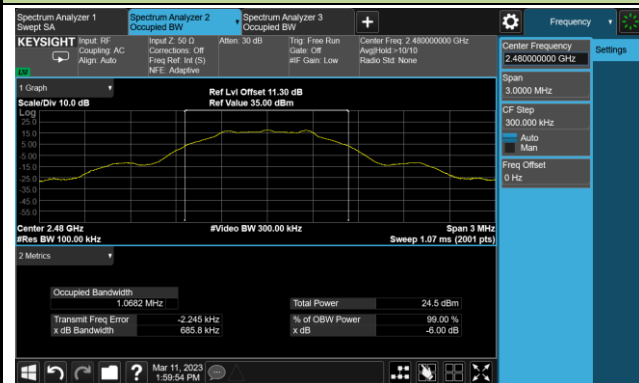 Spectrum Analyzer 1
Swept SA
Spectrum Analyzer 2
Occupied BW
Spectrum Analyzer 3
Occupied BW
+
Frequency
KEYSIGHT
Input: RF
Coupling: AC
Align: Auto
Input Z: 50 Ω
Corrections: Off
Freq Ref: Int (S)
NFE: Adaptive
Atten: 30 dB
Trig: Free Run
Gate: Off
#IF Gain: Low
Center Freq: 2.480000000 GHz
Avg|Hold:>10/10
Radio Std: None
Center Frequency
2.480000000 GHz
Settings
Span
3.0000 MHz
CF Step
300.000 kHz
Auto
Man
Freq Offset
0 Hz
1 Graph
Scale/Div 10.0 dB
Ref Lvl Offset 11.30 dB
Ref Value 35.00 dBm
Log
25.0
15.0
5.00
-5.00
-15.0
-25.0
-35.0
-45.0
-55.0
Center 2.48 GHz
#Res BW 100.00 kHz
#Video BW 300.00 kHz
Span 3 MHz
Sweep 1.07 ms (2001 pts)
2 Metrics
Occupied Bandwidth
1.0682 MHz
Total Power 24.5 dBm
Transmit Freq Error -2.245 kHz
% of OBW Power 99.00 %
x dB Bandwidth 685.8 kHz
x dB -6.00 dB
?
Mar 11, 2023
1:59:54 PM